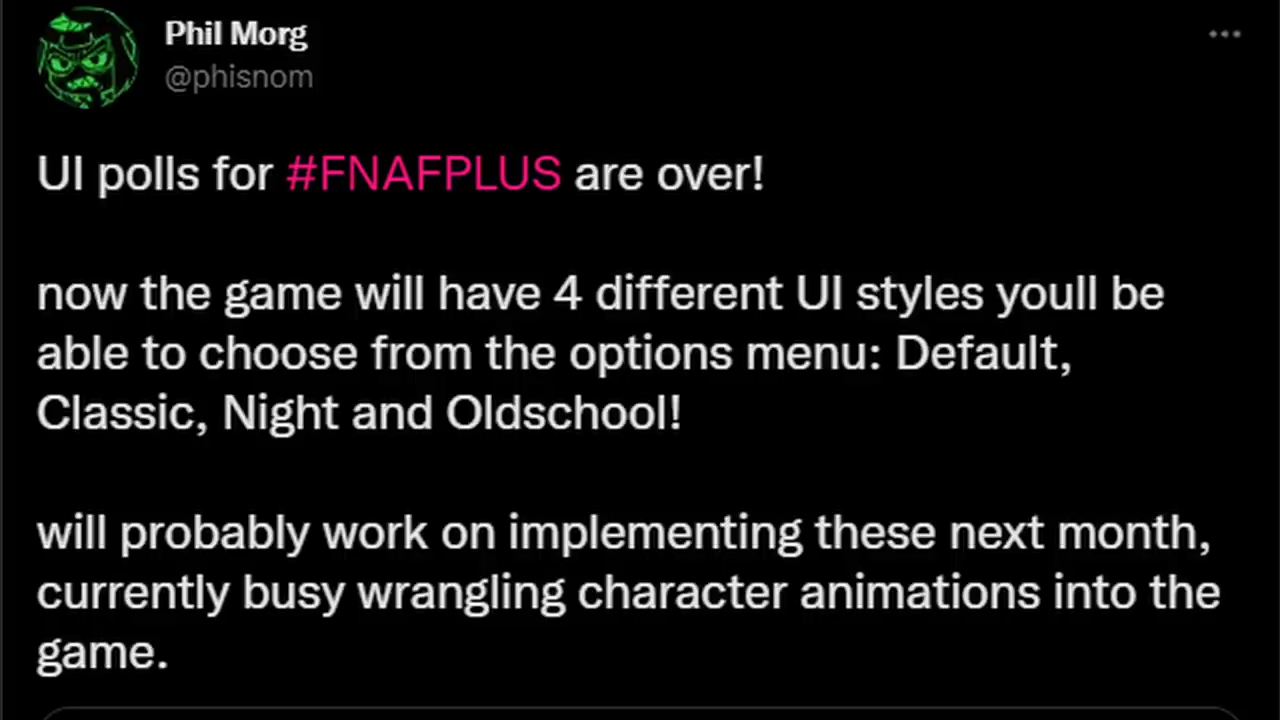 Phil Morg
@phisnom
UI polls for #FNAFPLUS are over!
now the game will have 4 different UI styles youll be
able to choose from the options menu: Default,
Classic, Night and Oldschool!
will probably work on implementing these next month,
currently busy wrangling character animations into the
game.